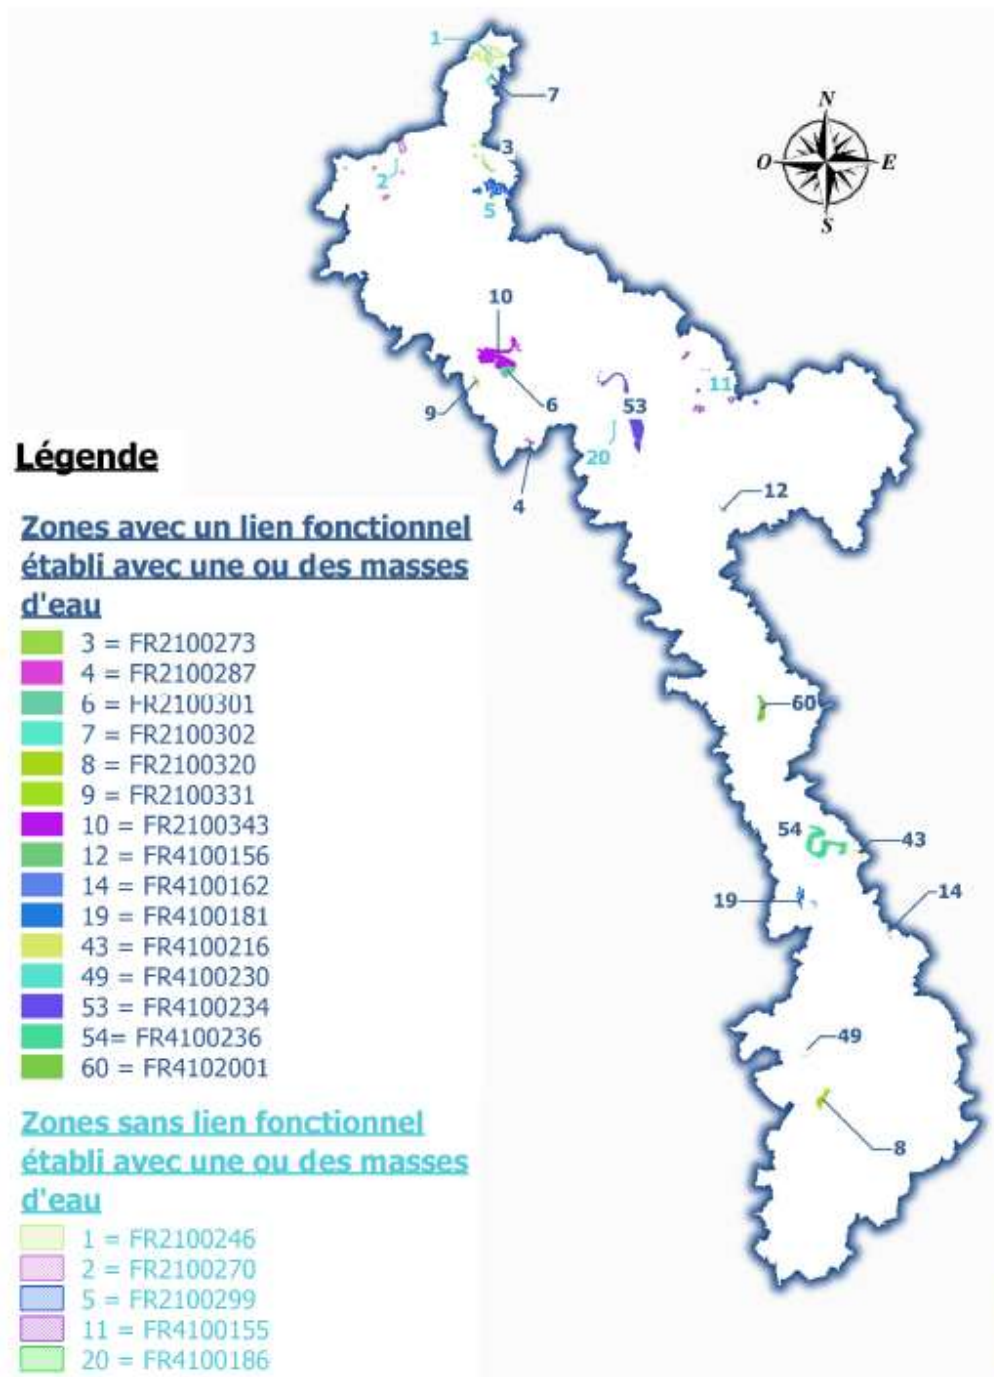 1
7
3
2
5
N
O
E
S
10
9
6
53
11
20
4
12
60
54
43
19
14
49
8
Légende
Zones avec un lien fonctionnel
établi avec une ou des masses
d'eau
3 = FR2100273
4 = FR2100287
6 = FR2100301
7 = FR2100302
8 = FR2100320
9 = FR2100331
10 = FR2100343
12 = FR4100156
14 = FR4100162
19 = FR4100181
43 = FR4100216
49 = FR4100230
53 = FR4100234
54= FR4100236
60 = FR4102001
Zones sans lien fonctionnel
établi avec une ou des masses
d'eau
1 = FR2100246
2 = FR2100270
5 = FR2100299
11 = FR4100155
20 = FR4100186